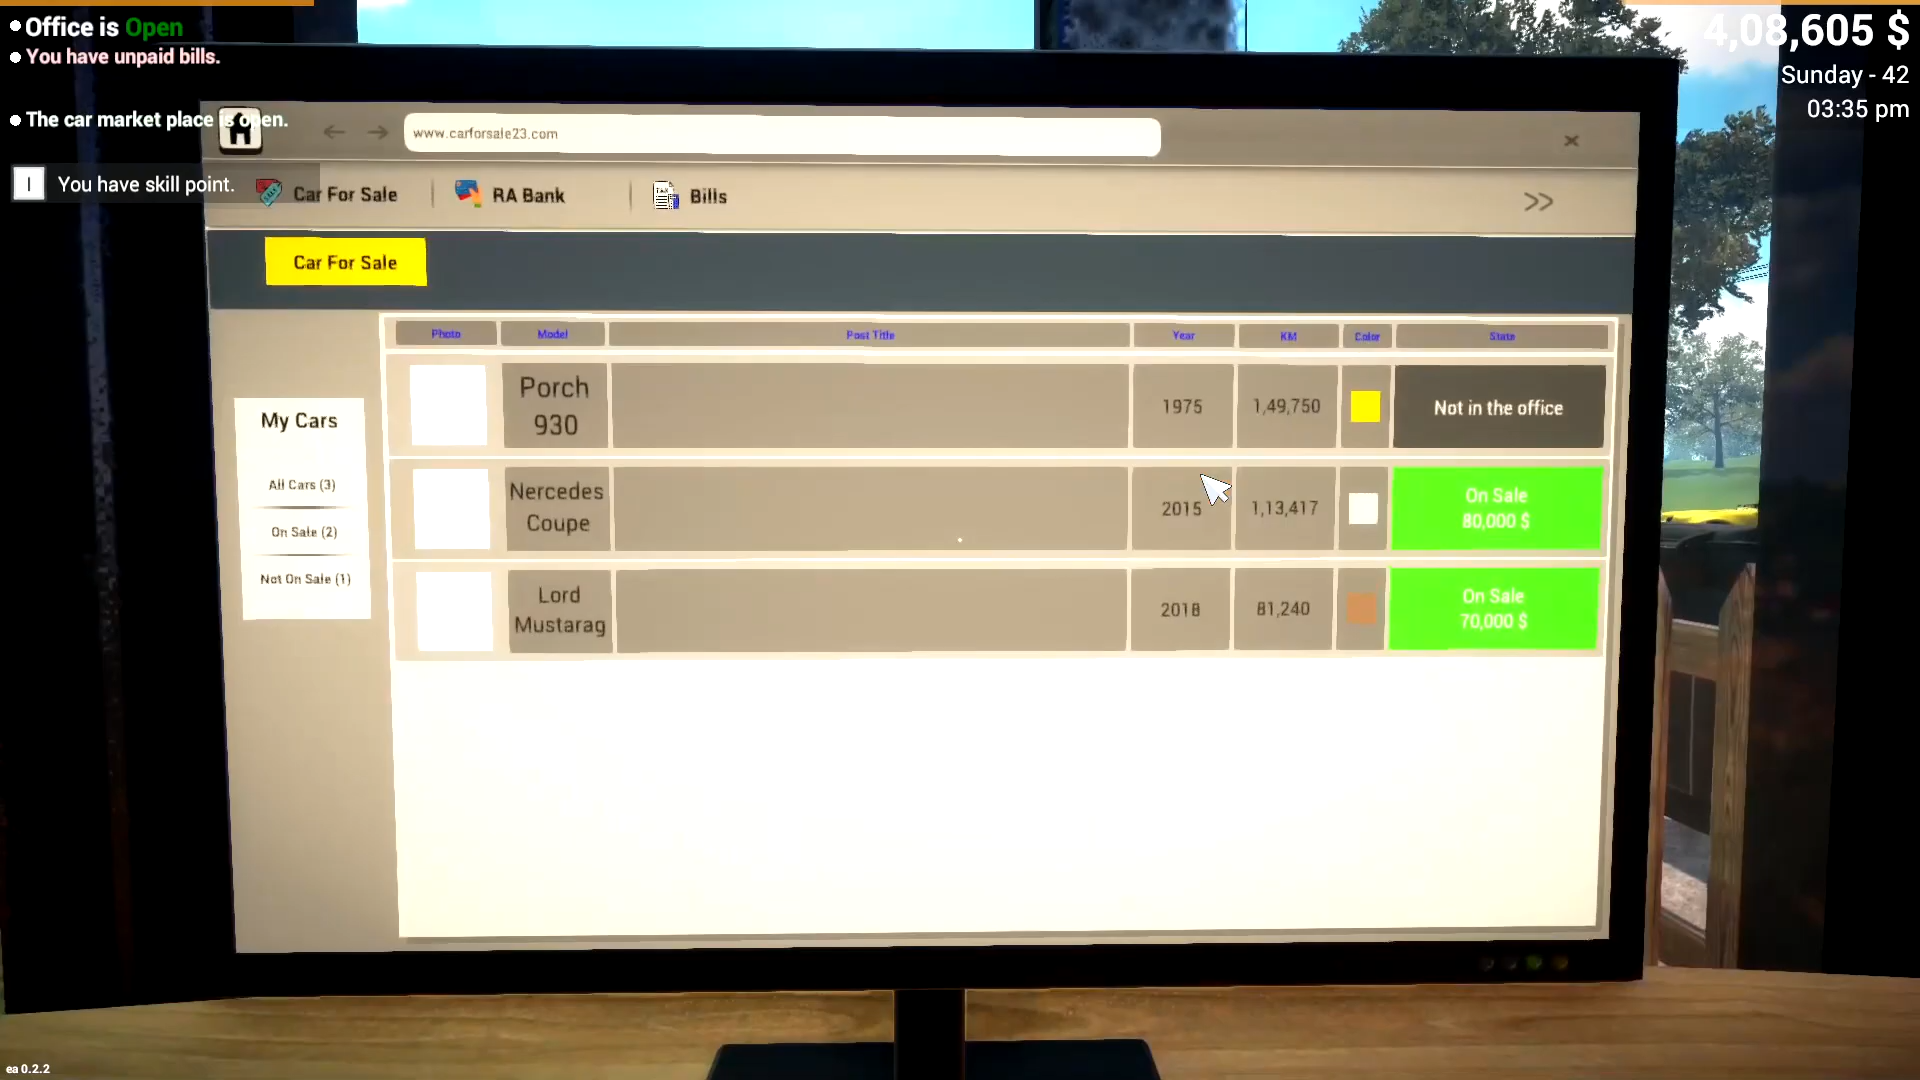 Office is Open
You have unpaid bills.
The car market place is open.
I You have skill point.
4,08,605 $
Sunday - 42
03:35 pm
www.carforsale23.com
Car For Sale
RA Bank
Bills
>>
Car For Sale
Photo Model Post Title Year KM Color State
Porch
930
1975
1,49,750
Not in the office
Nercedes
Coupe
2015
1,13,417
On Sale
80,000 $
Lord
Mustarag
2018
81,240
On Sale
70,000 $
My Cars
All Cars (3)
On Sale (2)
Not On Sale (1)
ea 0.2.2